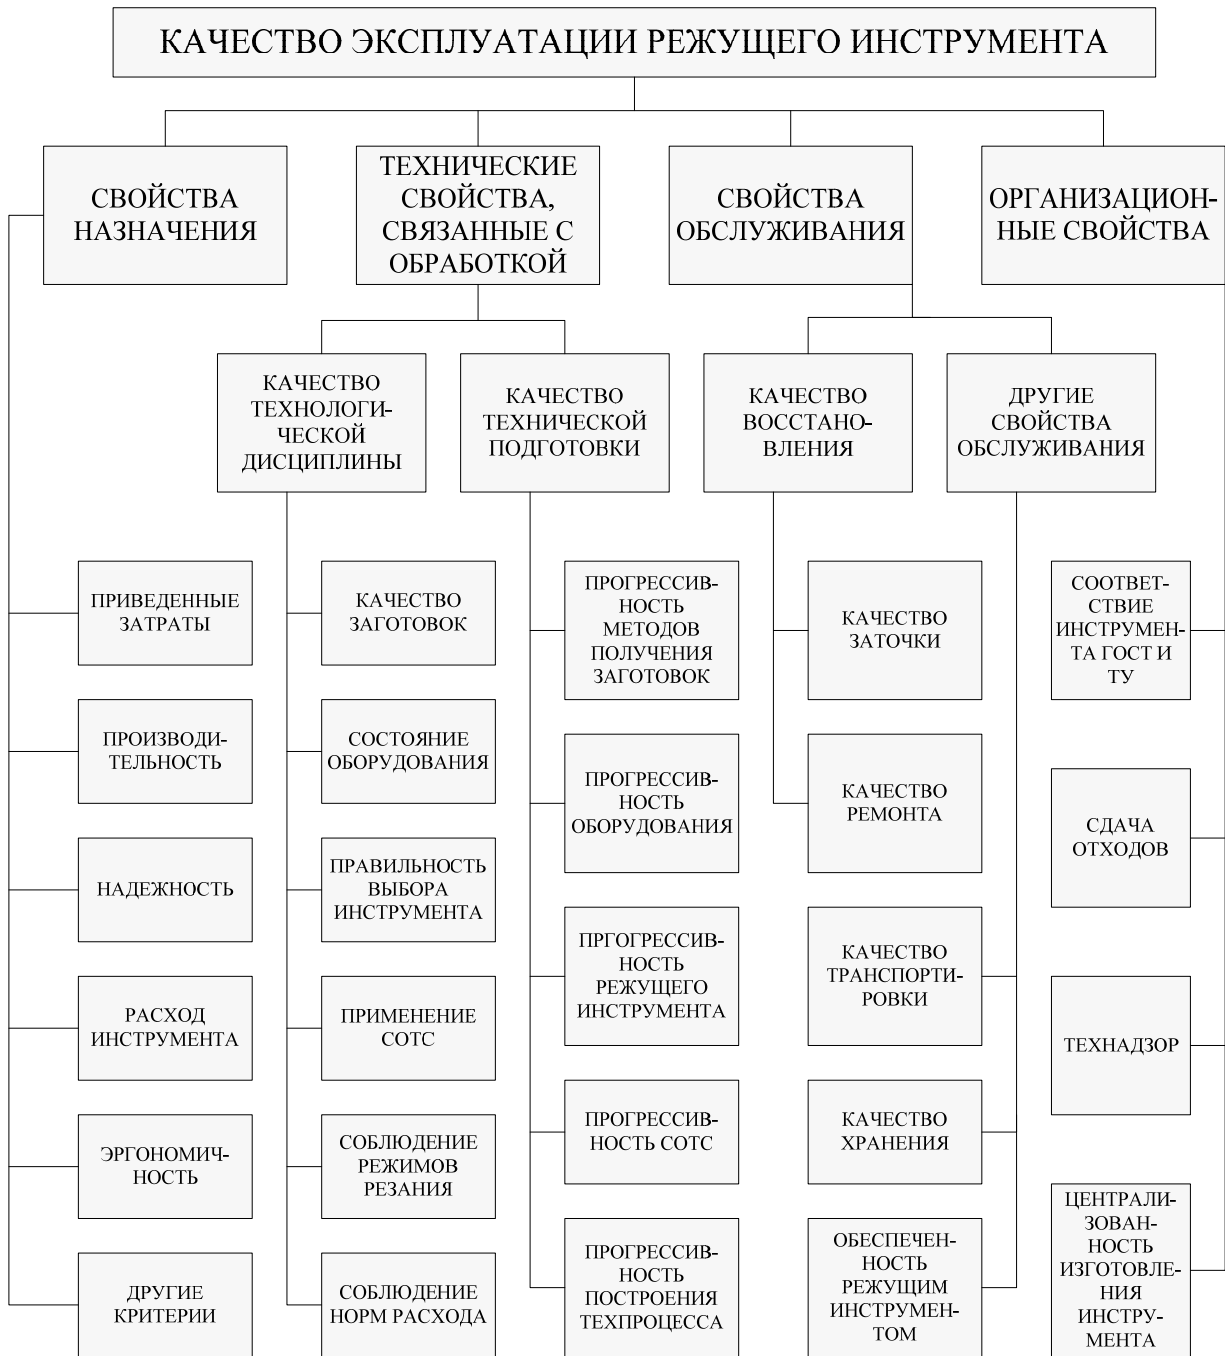 КАЧЕСТВО ЭКСПЛУАТАЦИИ РЕЖУЩЕГО ИНСТРУМЕНТА
СВОЙСТВА
НАЗНАЧЕНИЯ
ТЕХНИЧЕСКИЕ
СВОЙСТВА,
СВЯЗАННЫЕ С
ОБРАБОТКОЙ
СВОЙСТВА
ОБСЛУЖИВАНИЯ
ОРГАНИЗАЦИОН-
НЫЕ СВОЙСТВА
КАЧЕСТВО
ТЕХНОЛОГИ-
ЧЕСКОЙ
ДИСЦИПЛИНЫ
КАЧЕСТВО
ТЕХНИЧЕСКОЙ
ПОДГОТОВКИ
КАЧЕСТВО
ВОССТАНО-
ВЛЕНИЯ
ДРУГИЕ
СВОЙСТВА
ОБСЛУЖИВАНИЯ
ПРИВЕДЕННЫЕ
ЗАТРАТЫ
ПРОИЗВОДИ-
ТЕЛЬНОСТЬ
НАДЕЖНОСТЬ
РАСХОД
ИНСТРУМЕНТА
ЭРГОНОМИЧ-
НОСТЬ
ДРУГИЕ
КРИТЕРИИ
КАЧЕСТВО
ЗАГОТОВОК
СОСТОЯНИЕ
ОБОРУДОВАНИЯ
ПРАВИЛЬНОСТЬ
ВЫБОРА
ИНСТРУМЕНТА
ПРИМЕНЕНИЕ
СОТС
СОБЛЮДЕНИЕ
РЕЖИМОВ
РЕЗАНИЯ
СОБЛЮДЕНИЕ
НОРМ РАСХОДА
ПРОГРЕССИВ-
НОСТЬ
МЕТОДОВ
ПОЛУЧЕНИЯ
ЗАГОТОВОК
ПРОГРЕССИВ-
НОСТЬ
ОБОРУДОВАНИЯ
ПРГОГРЕССИВ-
НОСТЬ
РЕЖУЩЕГО
ИНСТРУМЕНТА
ПРОГРЕССИВ-
НОСТЬ СОТС
ПРОГРЕССИВ-
НОСТЬ
ПОСТРОЕНИЯ
ТЕХПРОЦЕССА
КАЧЕСТВО
ЗАТОЧКИ
КАЧЕСТВО
РЕМОНТА
КАЧЕСТВО
ТРАНСПОРТИ-
РОВКИ
КАЧЕСТВО
ХРАНЕНИЯ
ОБЕСПЕЧЕН-
НОСТЬ
РЕЖУЩИМ
ИНСТРУМЕН-
ТОМ
СООТВЕТ-
СТВИЕ
ИНСТРУМЕН-
ТА ГОСТ И
ТУ
СДАЧА
ОТХОДОВ
ТЕХНАДЗОР
ЦЕНТРАЛИ-
ЗОВАН-
НОСТЬ
ИЗГОТОВЛЕ-
НИЯ
ИНСТРУ-
МЕНТА